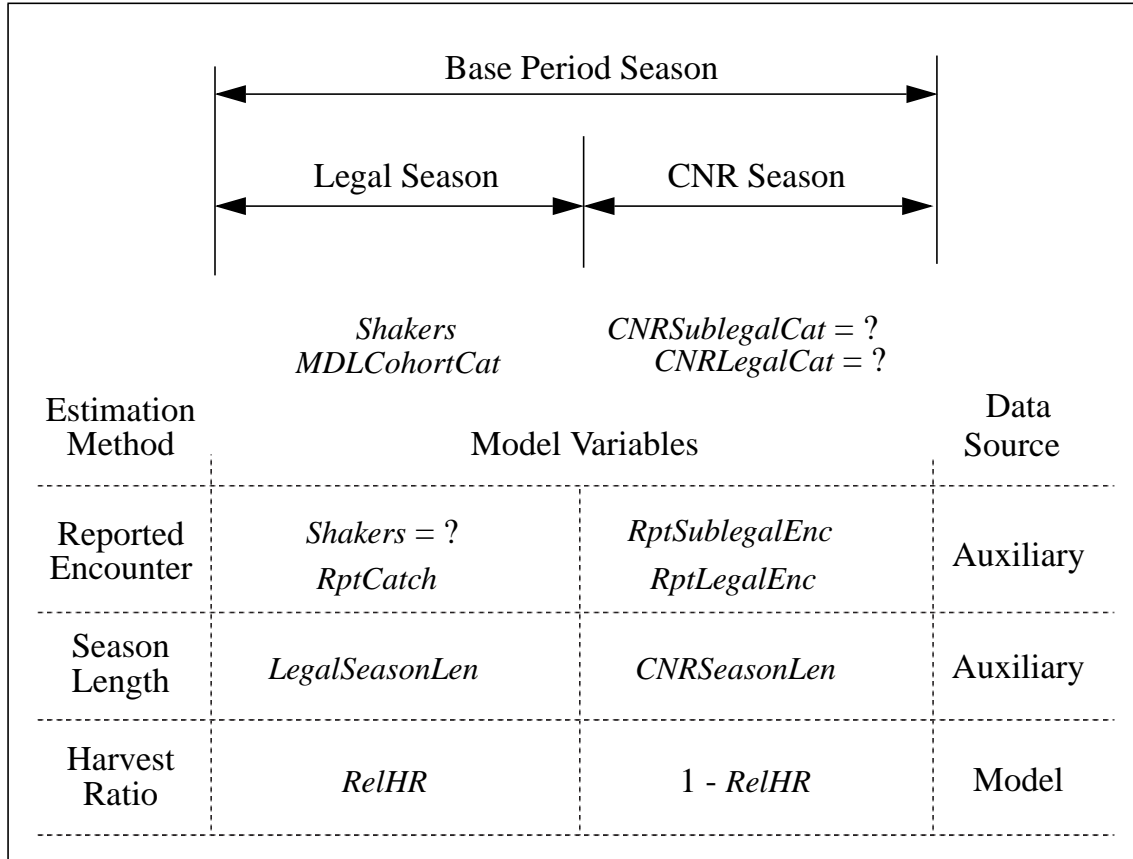 Base Period Season
Legal Season CNR Season
Shakers CNRSublegalCat = ?
MDLCohortCat CNRLegalCat = ?
Estimation Method Model Variables Data Source
Reported Encounter Shakers = ? RptSublegalEnc Auxiliary
RptCatch RptLegalEnc
Season Length LegalSeasonLen CNRSeasonLen Auxiliary
Harvest Ratio RelHR 1 - RelHR Model